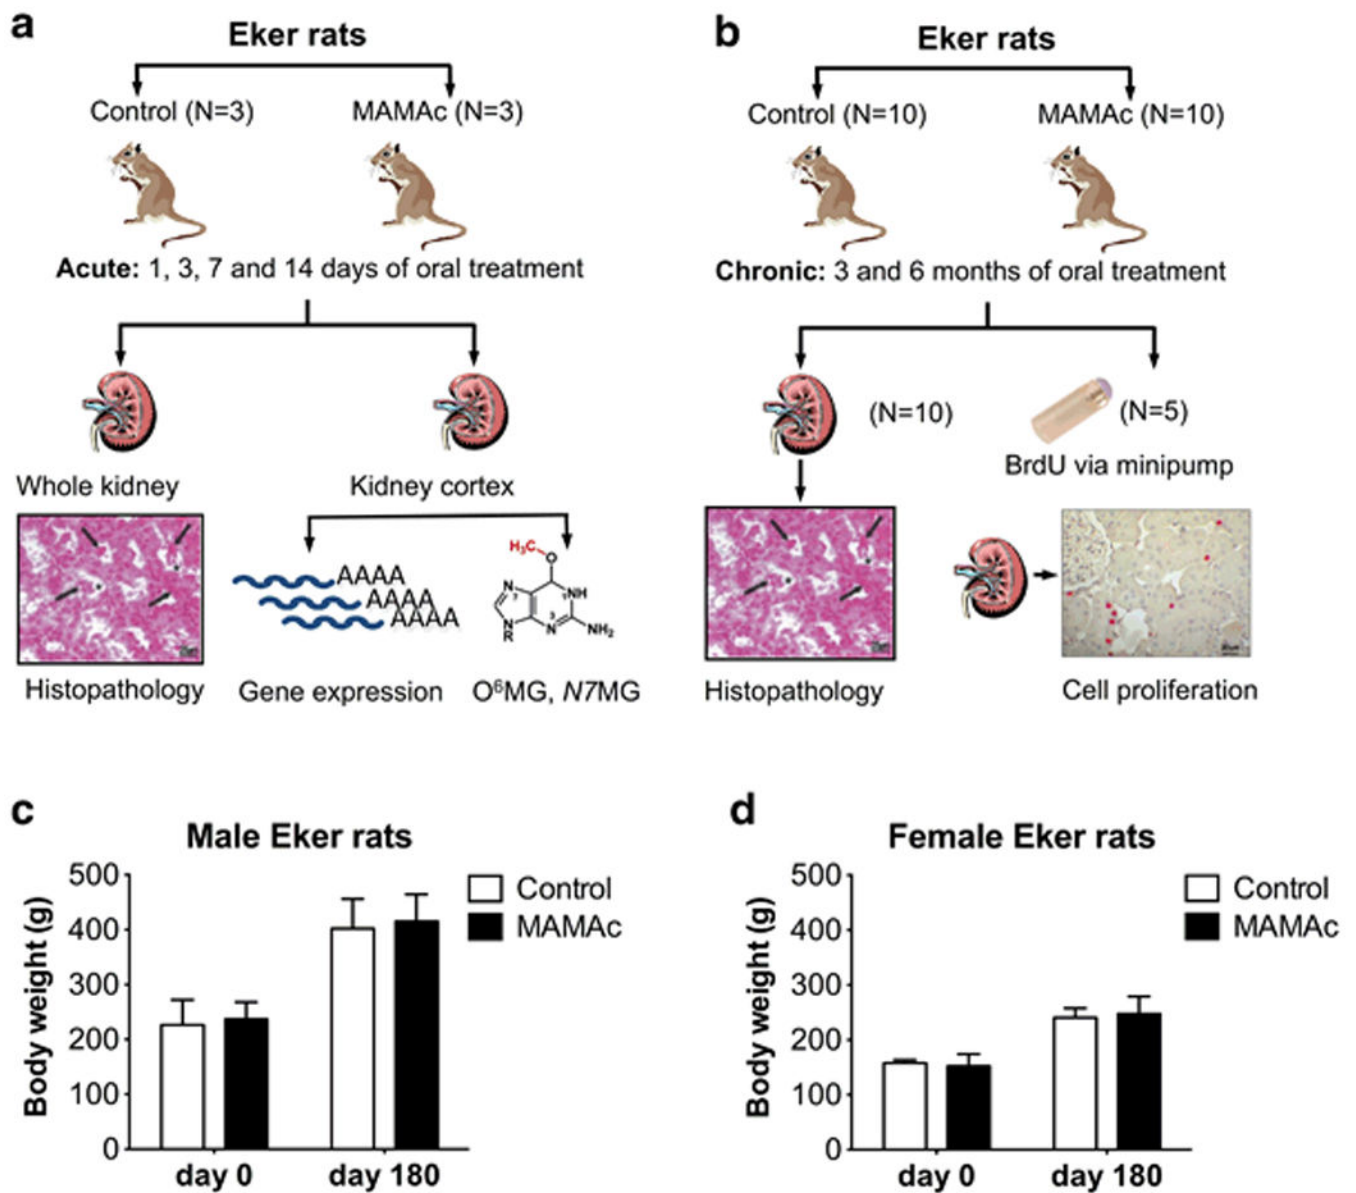 a
Eker rats
Control (N=3)
MAMAc (N=3)
Acute: 1, 3, 7 and 14 days of oral treatment
Whole kidney
Kidney cortex
AAAA
AAAA
AAAA
H₃C
O
N
7
1
NH
3
N
N
R
NH₂
Histopathology
Gene expression
O⁶MG, N7MG
b
Eker rats
Control (N=10)
MAMAc (N=10)
Chronic: 3 and 6 months of oral treatment
(N=10)
(N=5)
BrdU via minipump
Histopathology
Cell proliferation
c
Male Eker rats
Body weight (g)
500
400
300
200
100
0
day 0
day 180
Control
MAMAc
d
Female Eker rats
Body weight (g)
500
400
300
200
100
0
day 0
day 180
Control
MAMAc